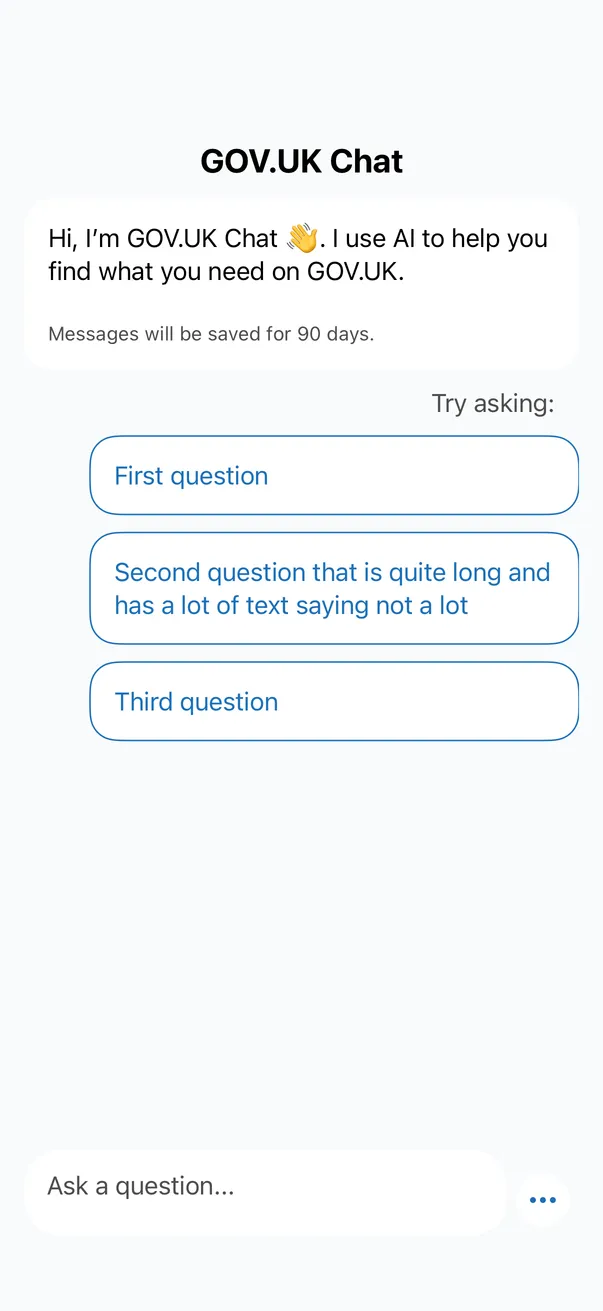 GOV.UK Chat
Hi, I’m GOV.UK Chat 👋. I use AI to help you
find what you need on GOV.UK.
Messages will be saved for 90 days.
Try asking:
First question
Second question that is quite long and
has a lot of text saying not a lot
Third question
Ask a question...